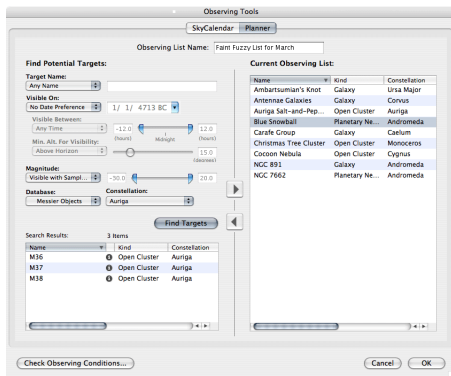 Observing Tools
SkyCalendar Planner
Observing List Name: Faint Fuzzy List for March
Find Potential Targets:
Target Name:
Any Name
Visible On:
No Date Preference 1/ 1/ 4713 BC
Visible Between:
Any Time -12.0 12.0
(hours) Midnight (hours)
Min. Alt. For Visibility:
Above Horizon 15.0
(degrees)
Magnitude:
Visible with Sampl... -30.0 20.0
Database: Constellation:
Messier Objects Auriga
Find Targets
Search Results: 3 Items
Name Kind Constellation
M36 Open Cluster Auriga
M37 Open Cluster Auriga
M38 Open Cluster Auriga
Current Observing List:
Name Kind Constellation
Ambartsumian's Knot Galaxy Ursa Major
Antennae Galaxies Galaxy Corvus
Auriga Salt-and-Pep... Open Cluster Auriga
Blue Snowball Planetary Ne... Andromeda
Carafe Group Galaxy Caelum
Christmas Tree Cluster Open Cluster Monoceros
Cocoon Nebula Open Cluster Cygnus
NGC 891 Galaxy Andromeda
NGC 7662 Planetary Ne... Andromeda
Check Observing Conditions... Cancel OK